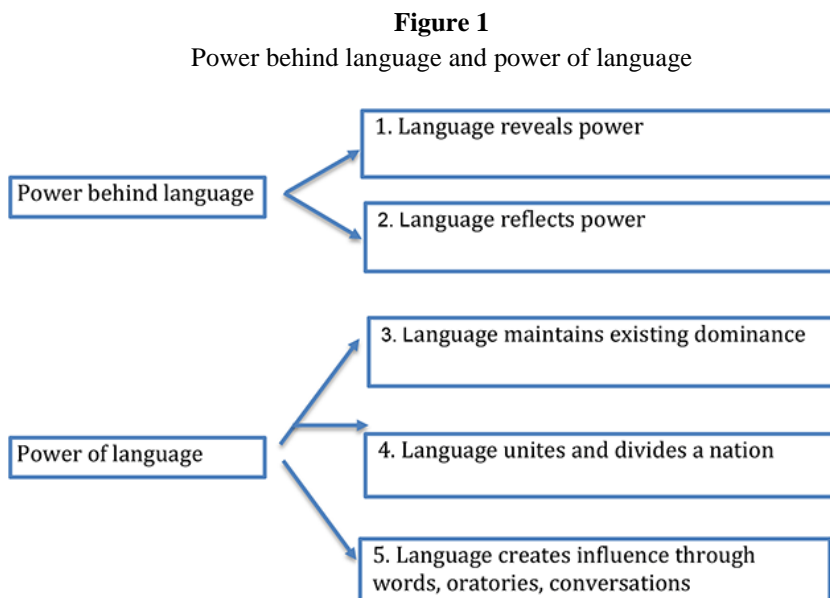 Figure 1
Power behind language and power of language
1. Language reveals power
Power behind language
2. Language reflects power
3. Language maintains existing dominance
Power of language
4. Language unites and divides a nation
5. Language creates influence through
words, oratories, conversations